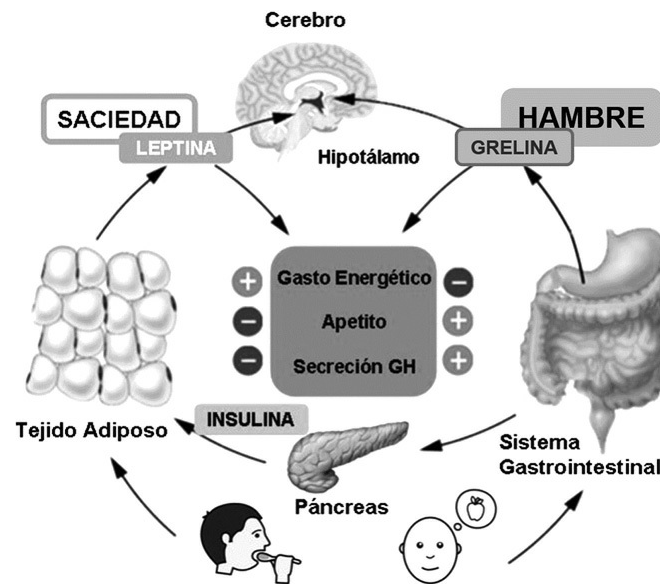 Cerebro
SACIEDAD
LEPTINA
HAMBRE
GRELINA
Hipotálamo
+ Gasto Energético -
- Apetito +
- Secreción GH +
INSULINA
Tejido Adiposo
Páncreas
Sistema
Gastrointestinal